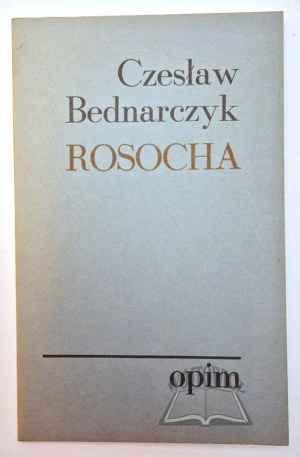 Czesław
Bednarczyk
ROSOCHA
opim